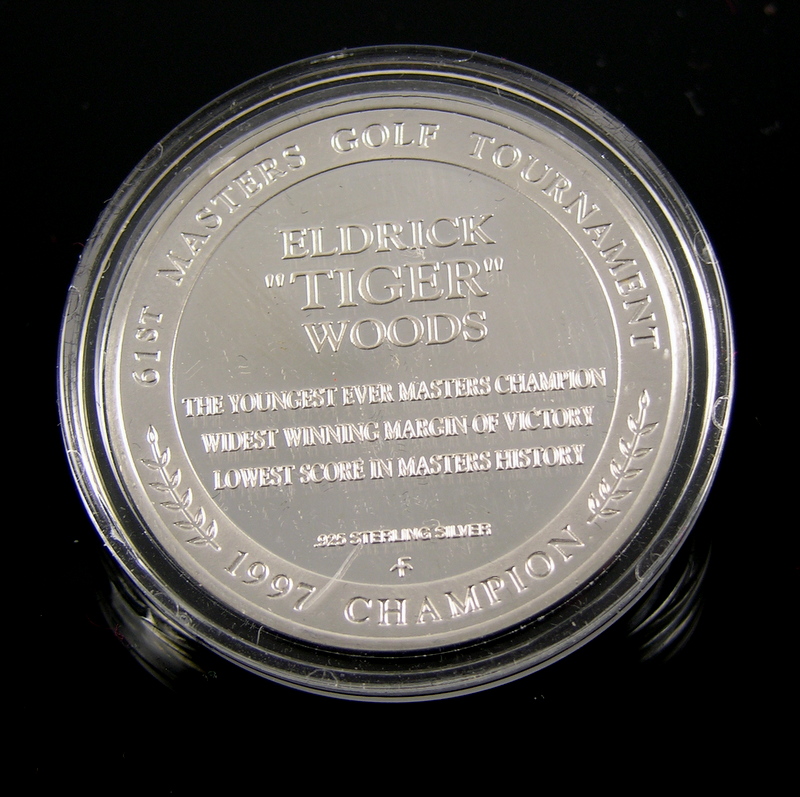 61ST MASTERS GOLF TOURNAMENT
ELDRICK
"TIGER"
WOODS
THE YOUNGEST EVER MASTERS CHAMPION
WIDEST WINNING MARGIN OF VICTORY
LOWEST SCORE IN MASTERS HISTORY
.925 STERLING SILVER
1997 CHAMPION